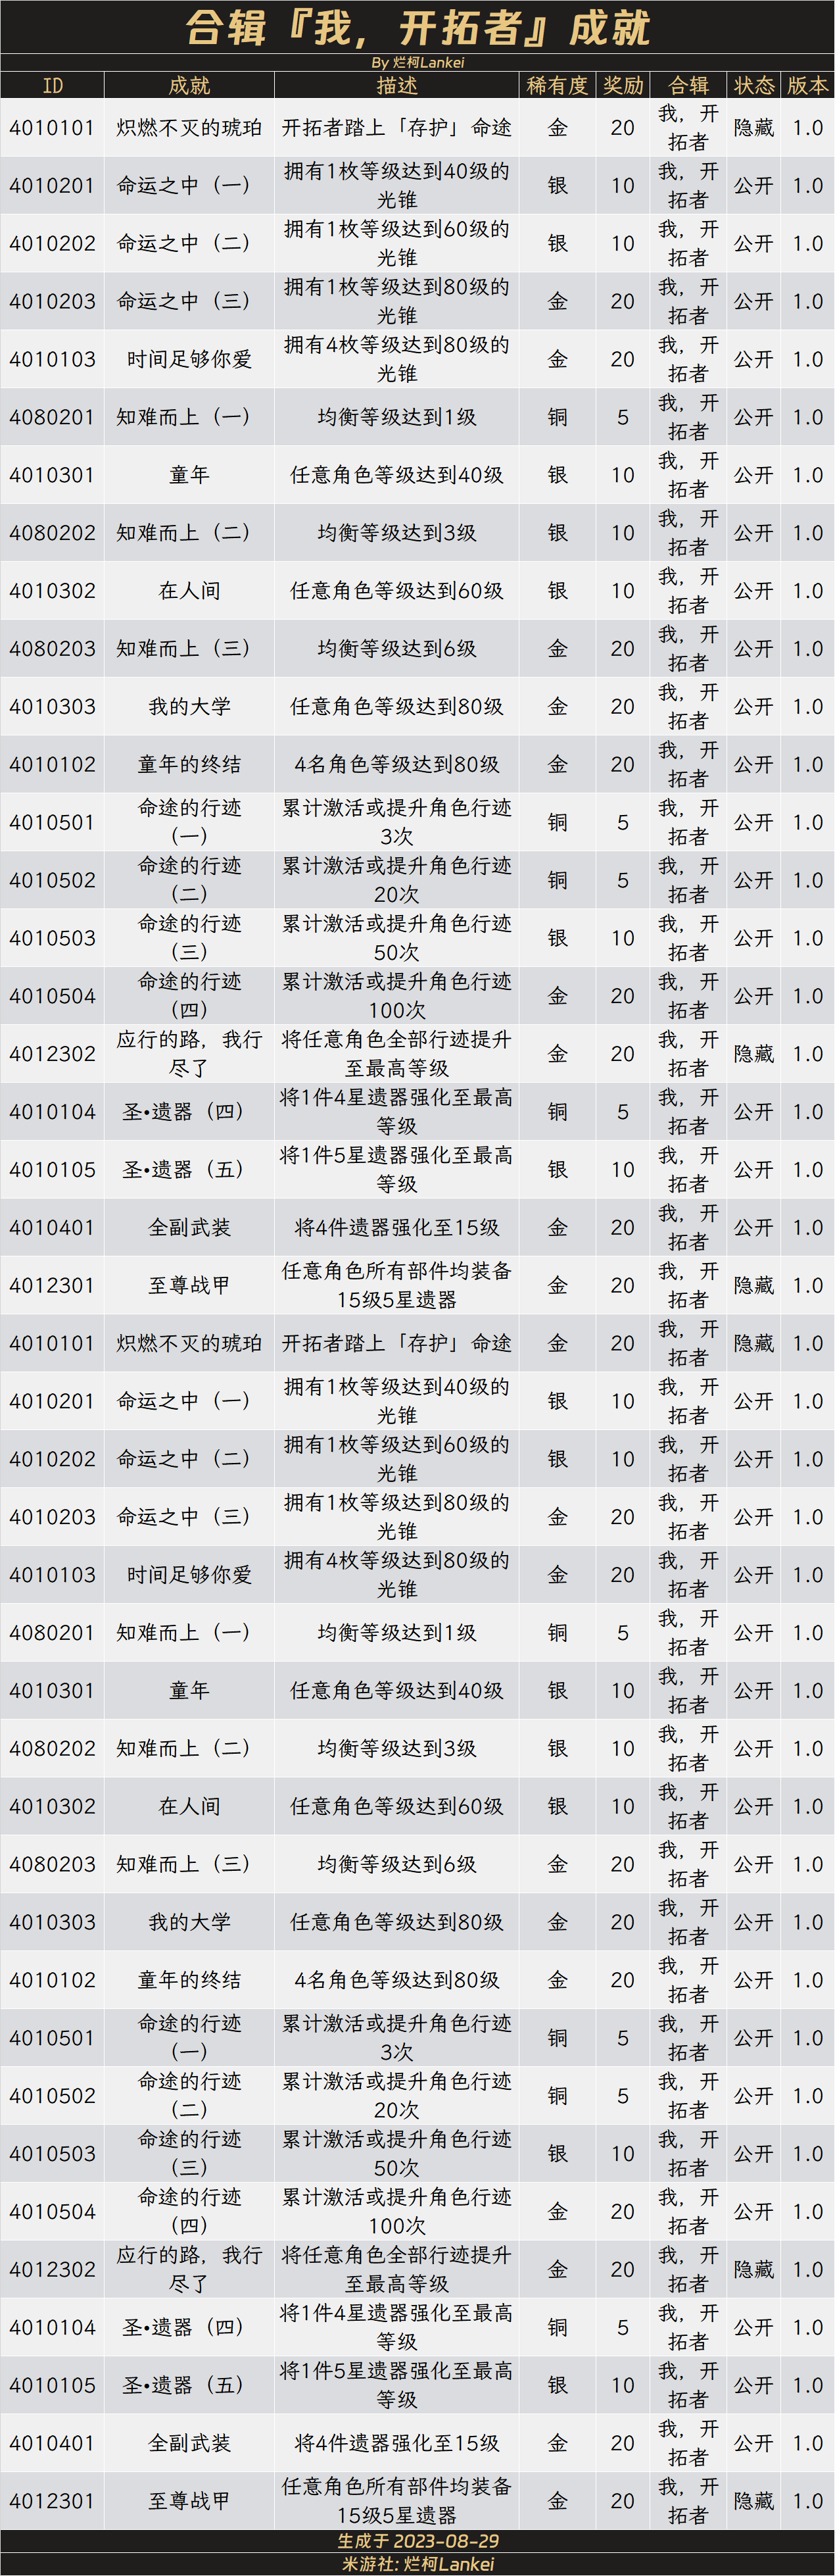 合辑『我，开拓者』成就
By 烂柯Lankei
ID 成就 描述 稀有度 奖励 合辑 状态 版本
4010101 炽燃不灭的琥珀 开拓者踏上「存护」命途 金 20 我，开拓者 隐藏 1.0
4010201 命运之中（一） 拥有1枚等级达到40级的光锥 银 10 我，开拓者 公开 1.0
4010202 命运之中（二） 拥有1枚等级达到60级的光锥 银 10 我，开拓者 公开 1.0
4010203 命运之中（三） 拥有1枚等级达到80级的光锥 金 20 我，开拓者 公开 1.0
4010103 时间足够你爱 拥有4枚等级达到80级的光锥 金 20 我，开拓者 公开 1.0
4080201 知难而上（一） 均衡等级达到1级 铜 5 我，开拓者 公开 1.0
4010301 童年 任意角色等级达到40级 银 10 我，开拓者 公开 1.0
4080202 知难而上（二） 均衡等级达到3级 银 10 我，开拓者 公开 1.0
4010302 在人间 任意角色等级达到60级 银 10 我，开拓者 公开 1.0
4080203 知难而上（三） 均衡等级达到6级 金 20 我，开拓者 公开 1.0
4010303 我的大学 任意角色等级达到80级 金 20 我，开拓者 公开 1.0
4010102 童年的终结 4名角色等级达到80级 金 20 我，开拓者 公开 1.0
4010501 命途的行迹（一） 累计激活或提升角色行迹3次 铜 5 我，开拓者 公开 1.0
4010502 命途的行迹（二） 累计激活或提升角色行迹20次 铜 5 我，开拓者 公开 1.0
4010503 命途的行迹（三） 累计激活或提升角色行迹50次 银 10 我，开拓者 公开 1.0
4010504 命途的行迹（四） 累计激活或提升角色行迹100次 金 20 我，开拓者 公开 1.0
4012302 应行的路，我行尽了 将任意角色全部行迹提升至最高等级 金 20 我，开拓者 隐藏 1.0
4010104 圣•遗器（四） 将1件4星遗器强化至最高等级 铜 5 我，开拓者 公开 1.0
4010105 圣•遗器（五） 将1件5星遗器强化至最高等级 银 10 我，开拓者 公开 1.0
4010401 全副武装 将4件遗器强化至15级 金 20 我，开拓者 公开 1.0
4012301 至尊战甲 任意角色所有部件均装备15级5星遗器 金 20 我，开拓者 隐藏 1.0
4010101 炽燃不灭的琥珀 开拓者踏上「存护」命途 金 20 我，开拓者 隐藏 1.0
4010201 命运之中（一） 拥有1枚等级达到40级的光锥 银 10 我，开拓者 公开 1.0
4010202 命运之中（二） 拥有1枚等级达到60级的光锥 银 10 我，开拓者 公开 1.0
4010203 命运之中（三） 拥有1枚等级达到80级的光锥 金 20 我，开拓者 公开 1.0
4010103 时间足够你爱 拥有4枚等级达到80级的光锥 金 20 我，开拓者 公开 1.0
4080201 知难而上（一） 均衡等级达到1级 铜 5 我，开拓者 公开 1.0
4010301 童年 任意角色等级达到40级 银 10 我，开拓者 公开 1.0
4080202 知难而上（二） 均衡等级达到3级 银 10 我，开拓者 公开 1.0
4010302 在人间 任意角色等级达到60级 银 10 我，开拓者 公开 1.0
4080203 知难而上（三） 均衡等级达到6级 金 20 我，开拓者 公开 1.0
4010303 我的大学 任意角色等级达到80级 金 20 我，开拓者 公开 1.0
4010102 童年的终结 4名角色等级达到80级 金 20 我，开拓者 公开 1.0
4010501 命途的行迹（一） 累计激活或提升角色行迹3次 铜 5 我，开拓者 公开 1.0
4010502 命途的行迹（二） 累计激活或提升角色行迹20次 铜 5 我，开拓者 公开 1.0
4010503 命途的行迹（三） 累计激活或提升角色行迹50次 银 10 我，开拓者 公开 1.0
4010504 命途的行迹（四） 累计激活或提升角色行迹100次 金 20 我，开拓者 公开 1.0
4012302 应行的路，我行尽了 将任意角色全部行迹提升至最高等级 金 20 我，开拓者 隐藏 1.0
4010104 圣•遗器（四） 将1件4星遗器强化至最高等级 铜 5 我，开拓者 公开 1.0
4010105 圣•遗器（五） 将1件5星遗器强化至最高等级 银 10 我，开拓者 公开 1.0
4010401 全副武装 将4件遗器强化至15级 金 20 我，开拓者 公开 1.0
4012301 至尊战甲 任意角色所有部件均装备15级5星遗器 金 20 我，开拓者 隐藏 1.0
生成于 2023-08-29
米游社: 烂柯Lankei